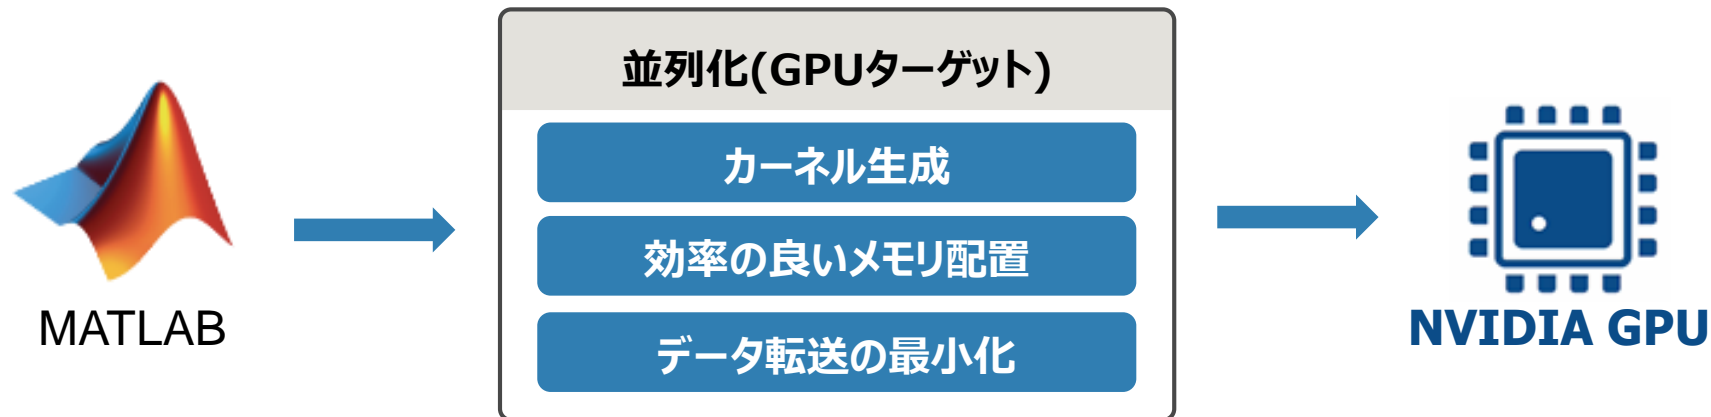 MATLAB
並列化(GPUターゲット)
カーネル生成
効率の良いメモリ配置
データ転送の最小化
NVIDIA GPU